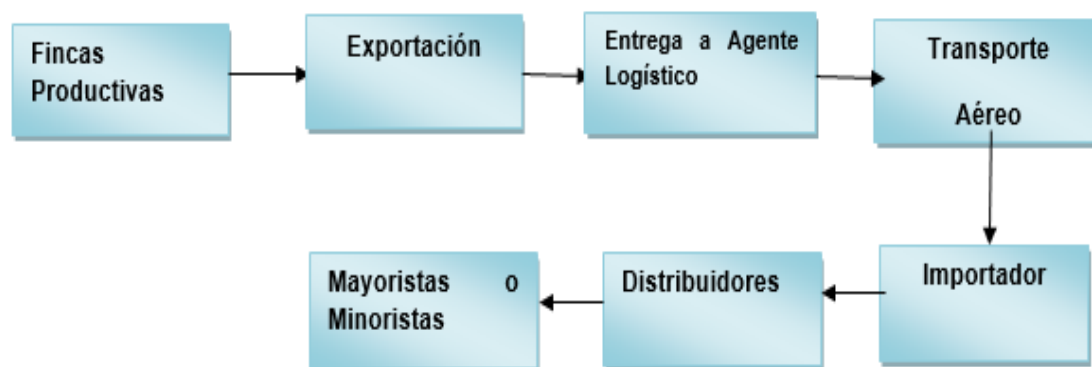 Fincas
Productivas
Exportación
Entrega a Agente
Logístico
Transporte
Aéreo
Importador
Distribuidores
Mayoristas o
Minoristas